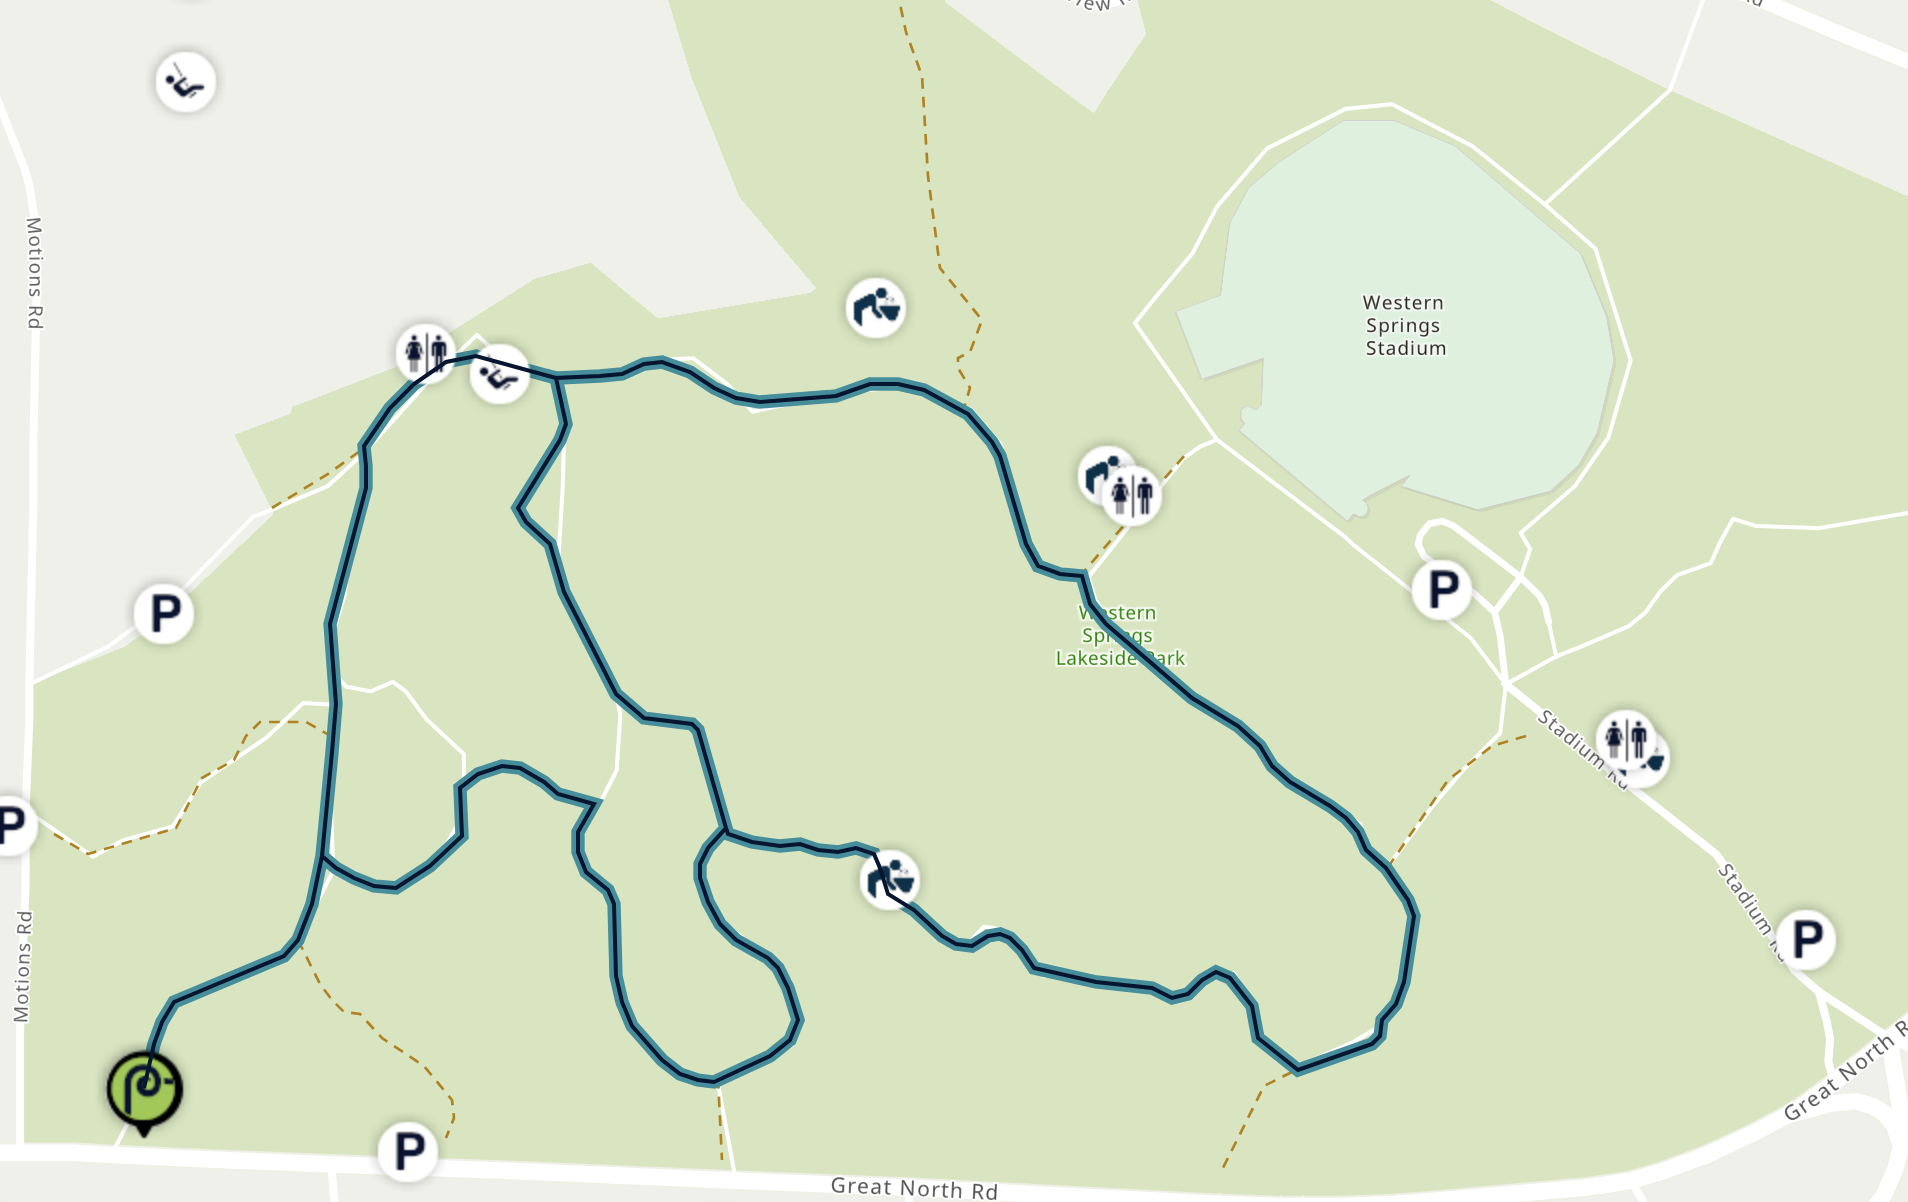 Rd
Motions Rd
Western
Springs
Stadium
P
P
Western
Springs
Lakeside Park
Stadium Rd
P
Stadium Rd
P
Motions Rd
Great North R
P
Great North Rd